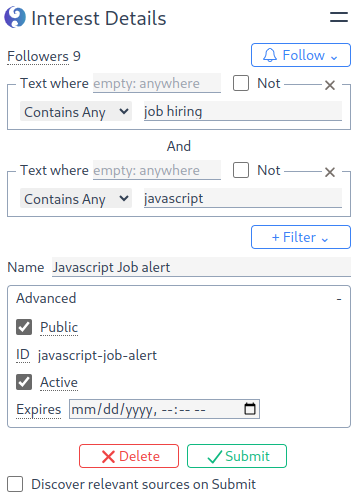 Interest Details
Followers 9
Follow
Text where empty: anywhere Not
Contains Any job hiring
And
Text where empty: anywhere Not
Contains Any javascript
+ Filter
Name Javascript Job alert
Advanced -
Public
ID javascript-job-alert
Active
Expires mm/dd/yyyy, --:-- --
Delete Submit
Discover relevant sources on Submit